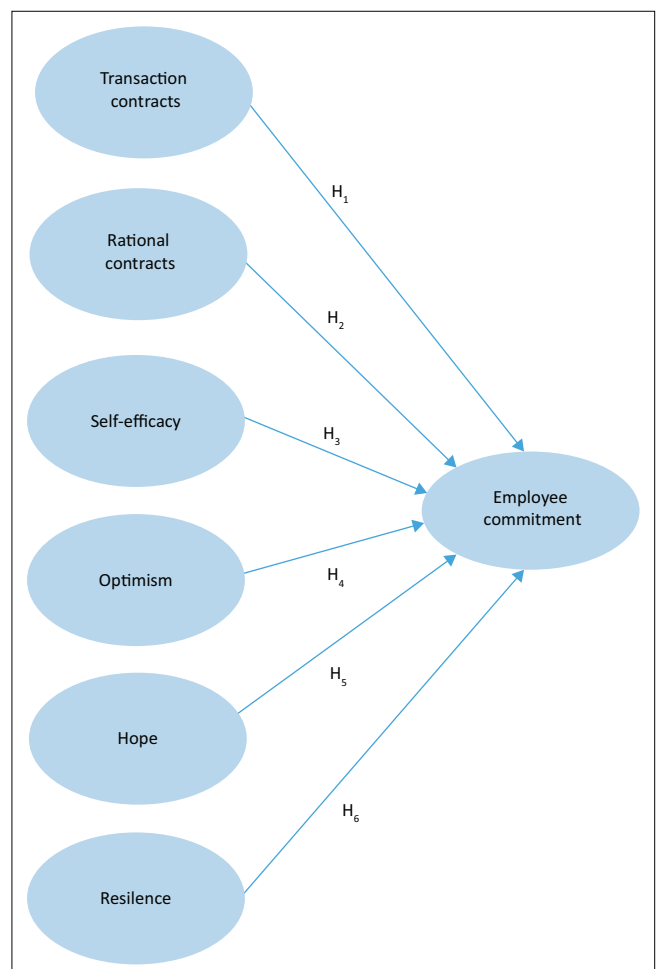 Transaction
contracts
H₁
Rational
contracts
H₂
Self-efficacy
H₃
Employee
commitment
Optimism
H₄
H₅
Hope
H₆
Resilence